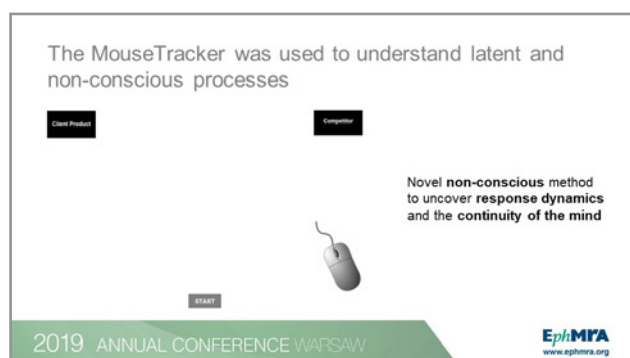 The MouseTracker was used to understand latent and
non-conscious processes
Client Product
Competitor
Novel non-conscious method
to uncover response dynamics
and the continuity of the mind
START
2019 ANNUAL CONFERENCE WARSAW
EphMRA
www.ephmra.org